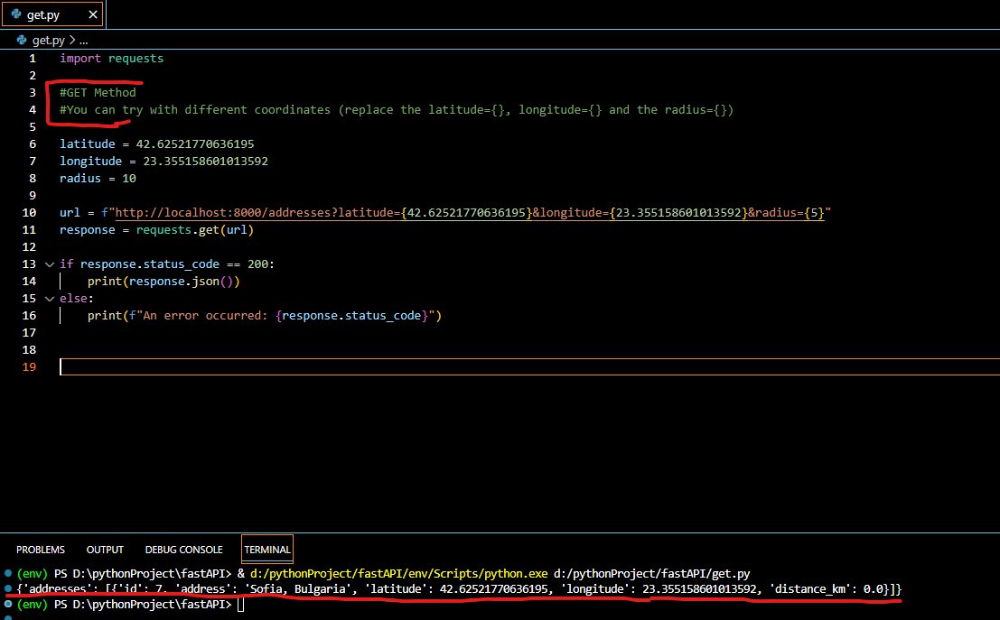 get.py
get.py > ...
1 import requests
2
3 #GET Method
4 #You can try with different coordinates (replace the latitude={}, longitude={} and the radius={})
5
6 latitude = 42.62521770636195
7 longitude = 23.355158601013592
8 radius = 10
9
10 url = f"http://localhost:8000/addresses?latitude={42.62521770636195}&longitude={23.355158601013592}&radius={5}"
11 response = requests.get(url)
12
13 if response.status_code == 200:
14     print(response.json())
15 else:
16     print(f"An error occurred: {response.status_code}")
17
18
19
PROBLEMS OUTPUT DEBUG CONSOLE TERMINAL
(env) PS D:\pythonProject\fastAPI> & d:/pythonProject/fastAPI/env/Scripts/python.exe d:/pythonProject/fastAPI/get.py
{'addresses': [{'id': 7, 'address': 'Sofia, Bulgaria', 'latitude': 42.62521770636195, 'longitude': 23.355158601013592, 'distance_km': 0.0}]}
(env) PS D:\pythonProject\fastAPI>